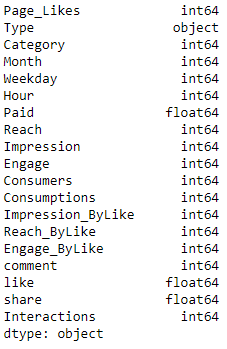 Page_Likes int64
Type object
Category int64
Month int64
Weekday int64
Hour int64
Paid float64
Reach int64
Impression int64
Engage int64
Consumers int64
Consumptions int64
Impression_ByLike int64
Reach_ByLike int64
Engage_ByLike int64
comment int64
like float64
share float64
Interactions int64
dtype: object